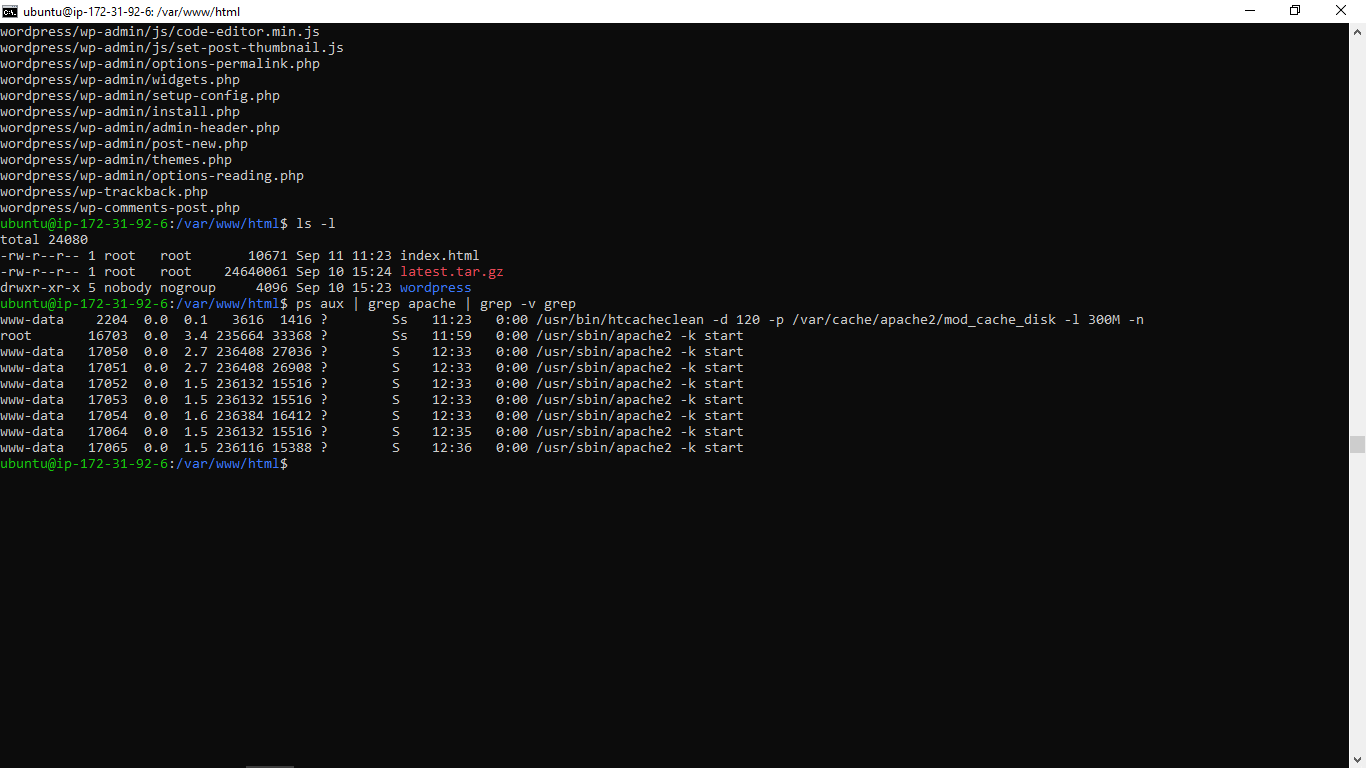 ubuntu@ip-172-31-92-6: /var/www/html
wordpress/wp-admin/js/code-editor.min.js
wordpress/wp-admin/js/set-post-thumbnail.js
wordpress/wp-admin/options-permalink.php
wordpress/wp-admin/widgets.php
wordpress/wp-admin/setup-config.php
wordpress/wp-admin/install.php
wordpress/wp-admin/admin-header.php
wordpress/wp-admin/post-new.php
wordpress/wp-admin/themes.php
wordpress/wp-admin/options-reading.php
wordpress/wp-trackback.php
wordpress/wp-comments-post.php
ubuntu@ip-172-31-92-6:/var/www/html$ ls -l
total 24080
-rw-r--r-- 1 root   root       10671 Sep 11 11:23 index.html
-rw-r--r-- 1 root   root    24640061 Sep 10 15:24 latest.tar.gz
drwxr-xr-x 5 nobody nogroup     4096 Sep 10 15:23 wordpress
ubuntu@ip-172-31-92-6:/var/www/html$ ps aux | grep apache | grep -v grep
www-data    2204  0.0  0.1   3616  1416 ?        Ss   11:23   0:00 /usr/bin/htcacheclean -d 120 -p /var/cache/apache2/mod_cache_disk -l 300M -n
root       16703  0.0  3.4 235664 33368 ?        Ss   11:59   0:00 /usr/sbin/apache2 -k start
www-data   17050  0.0  2.7 236408 27036 ?        S    12:33   0:00 /usr/sbin/apache2 -k start
www-data   17051  0.0  2.7 236408 26908 ?        S    12:33   0:00 /usr/sbin/apache2 -k start
www-data   17052  0.0  1.5 236132 15516 ?        S    12:33   0:00 /usr/sbin/apache2 -k start
www-data   17053  0.0  1.5 236132 15516 ?        S    12:33   0:00 /usr/sbin/apache2 -k start
www-data   17054  0.0  1.6 236384 16412 ?        S    12:33   0:00 /usr/sbin/apache2 -k start
www-data   17064  0.0  1.5 236132 15516 ?        S    12:35   0:00 /usr/sbin/apache2 -k start
www-data   17065  0.0  1.5 236116 15388 ?        S    12:36   0:00 /usr/sbin/apache2 -k start
ubuntu@ip-172-31-92-6:/var/www/html$